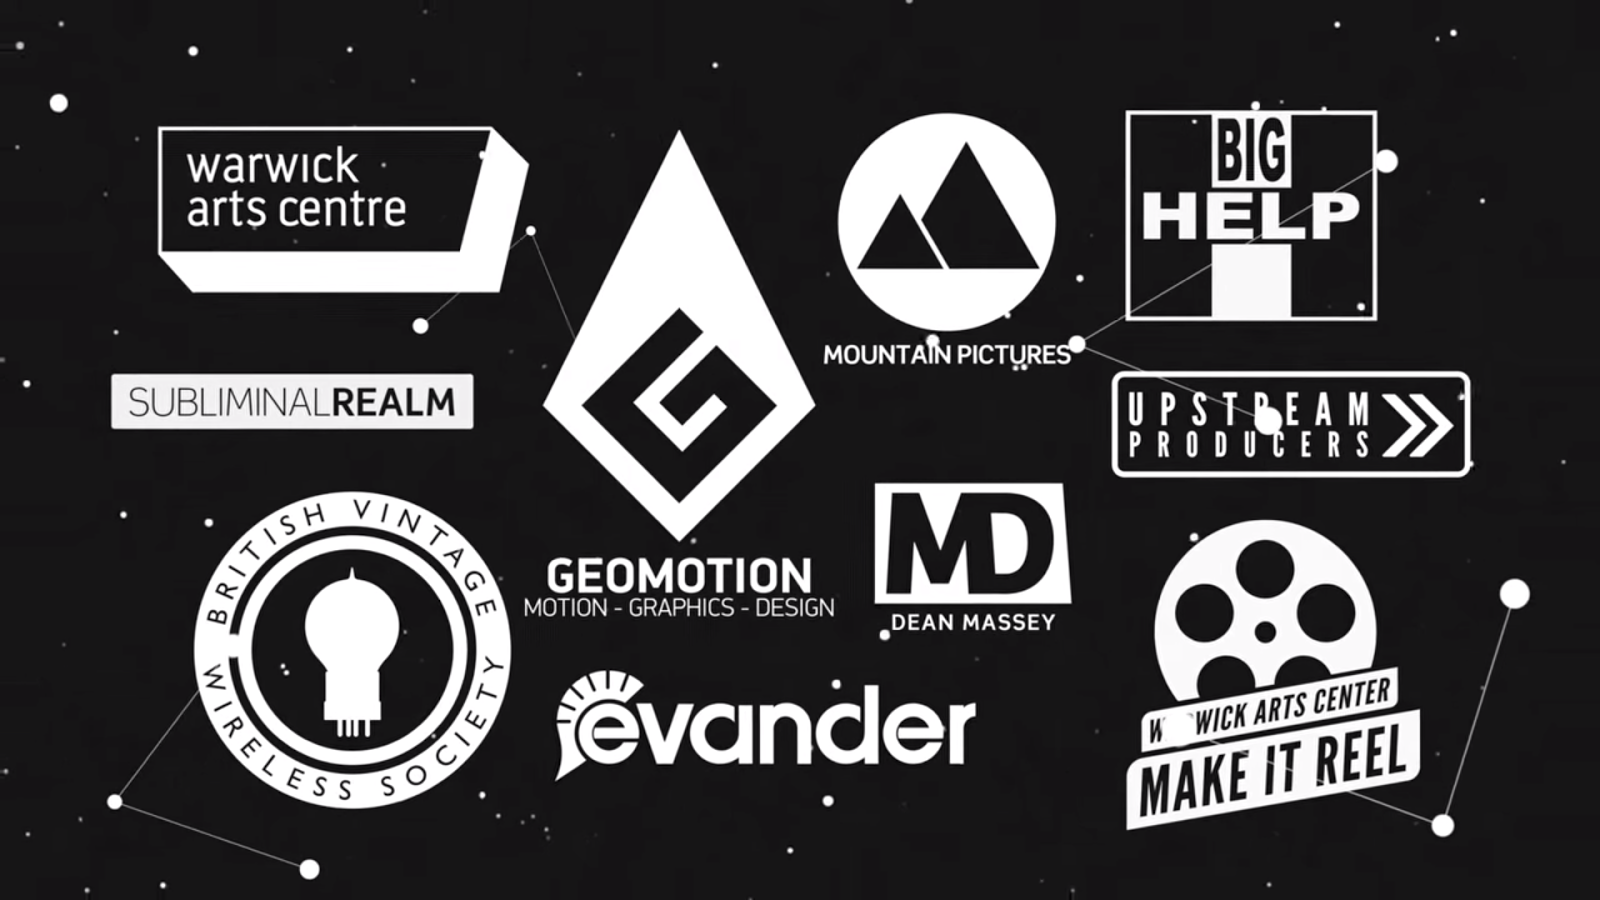 warwick
arts centre
BIG
HELP
MOUNTAIN PICTURES
SUBLIMINALREALM
UPSTREAM
PRODUCERS
MD
DEAN MASSEY
GEOMOTION
MOTION - GRAPHICS - DESIGN
BRITISH VINTAGE
WIRELESS SOCIETY
evander
WARWICK ARTS CENTER
MAKE IT REEL